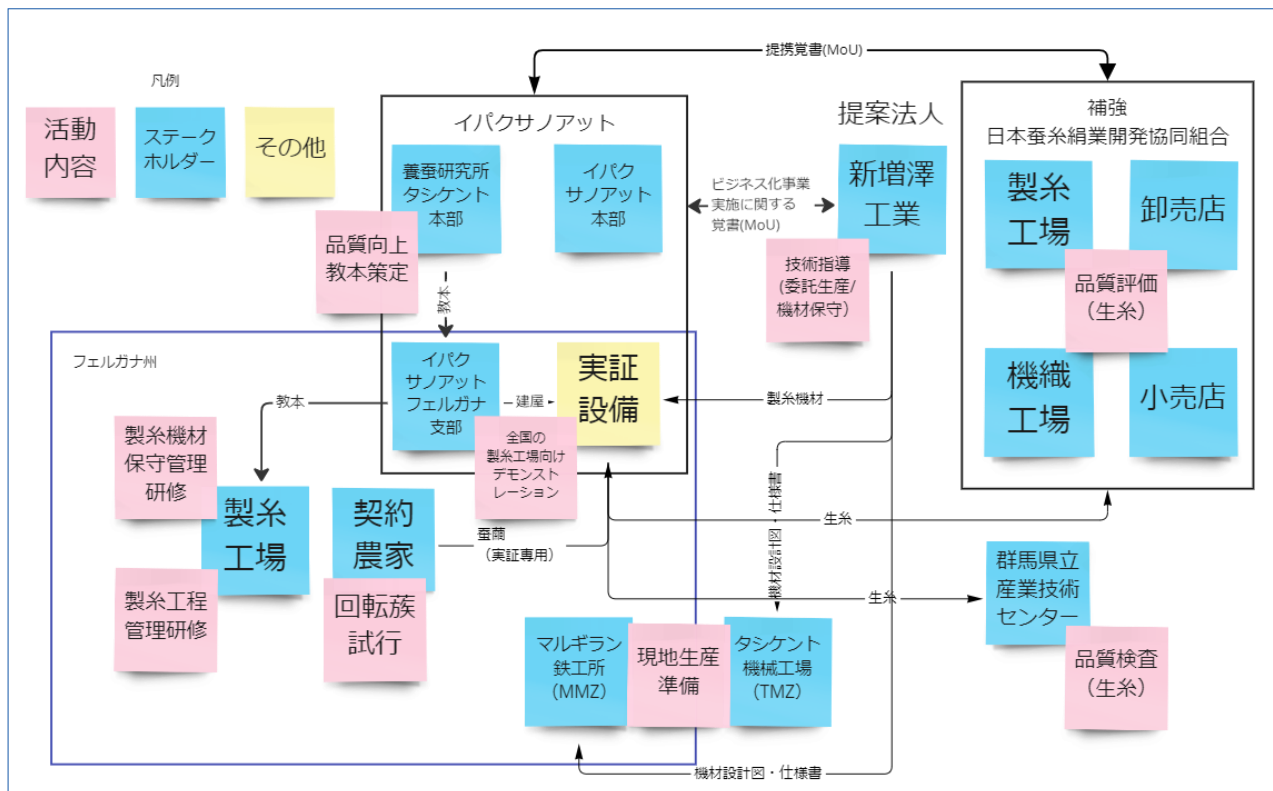 提携覚書(MoU)
凡例
活動
内容
ステーク
ホルダー
その他
イパクサノアット
養蚕研究所
タシケント
本部
イパク
サノアット
本部
品質向上
教本策定
教本
ビジネス化事業
実施に関する
覚書(MoU)
提案法人
新増澤
工業
技術指導
(委託生産/
機材保守)
補強
日本蚕糸絹業開発協同組合
製糸
工場
卸売店
品質評価
（生糸）
機織
工場
小売店
フェルガナ州
イパク
サノアット
フェルガナ
支部
建屋
実証
設備
製糸機材
教本
全国の
製糸工場向け
デモンスト
レーション
製糸機材
保守管理
研修
製糸
工場
製糸工程
管理研修
契約
農家
回転蔟
試行
蚕繭
（実証専用）
生糸
生糸
機材設計図・仕様書
群馬県立
産業技術
センター
品質検査
（生糸）
マルギラン
鉄工所
（MMZ）
現地生産
準備
タシケント
機械工場
（TMZ）
機材設計図・仕様書